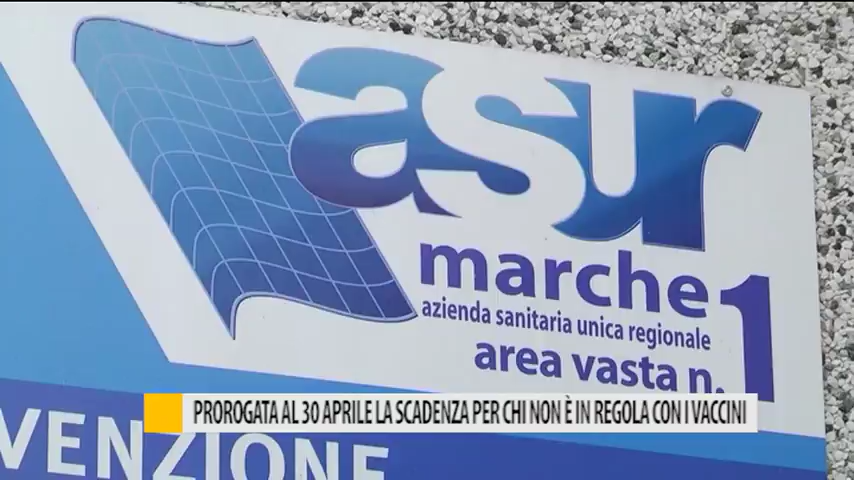 asur
marche 1
azienda sanitaria unica regionale
area vasta n.
PROROGATA AL 30 APRILE LA SCADENZA PER CHI NON È IN REGOLA CON I VACCINI
VENZIONE